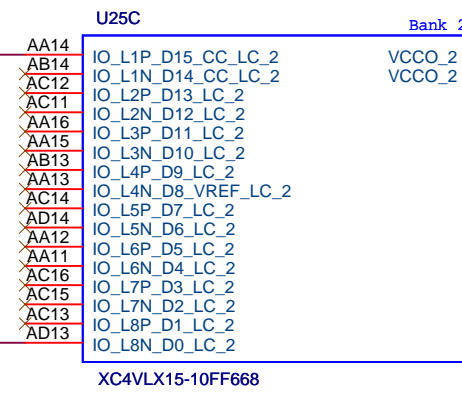 U25C
Bank 2
AA14 IO_L1P_D15_CC_LC_2 VCCO_2
AB14 IO_L1N_D14_CC_LC_2 VCCO_2
AC12 IO_L2P_D13_LC_2
AC11 IO_L2N_D12_LC_2
AA16 IO_L3P_D11_LC_2
AA15 IO_L3N_D10_LC_2
AB13 IO_L4P_D9_LC_2
AA13 IO_L4N_D8_VREF_LC_2
AC14 IO_L5P_D7_LC_2
AD14 IO_L5N_D6_LC_2
AA12 IO_L6P_D5_LC_2
AA11 IO_L6N_D4_LC_2
AC16 IO_L7P_D3_LC_2
AC15 IO_L7N_D2_LC_2
AC13 IO_L8P_D1_LC_2
AD13 IO_L8N_D0_LC_2
XC4VLX15-10FF668